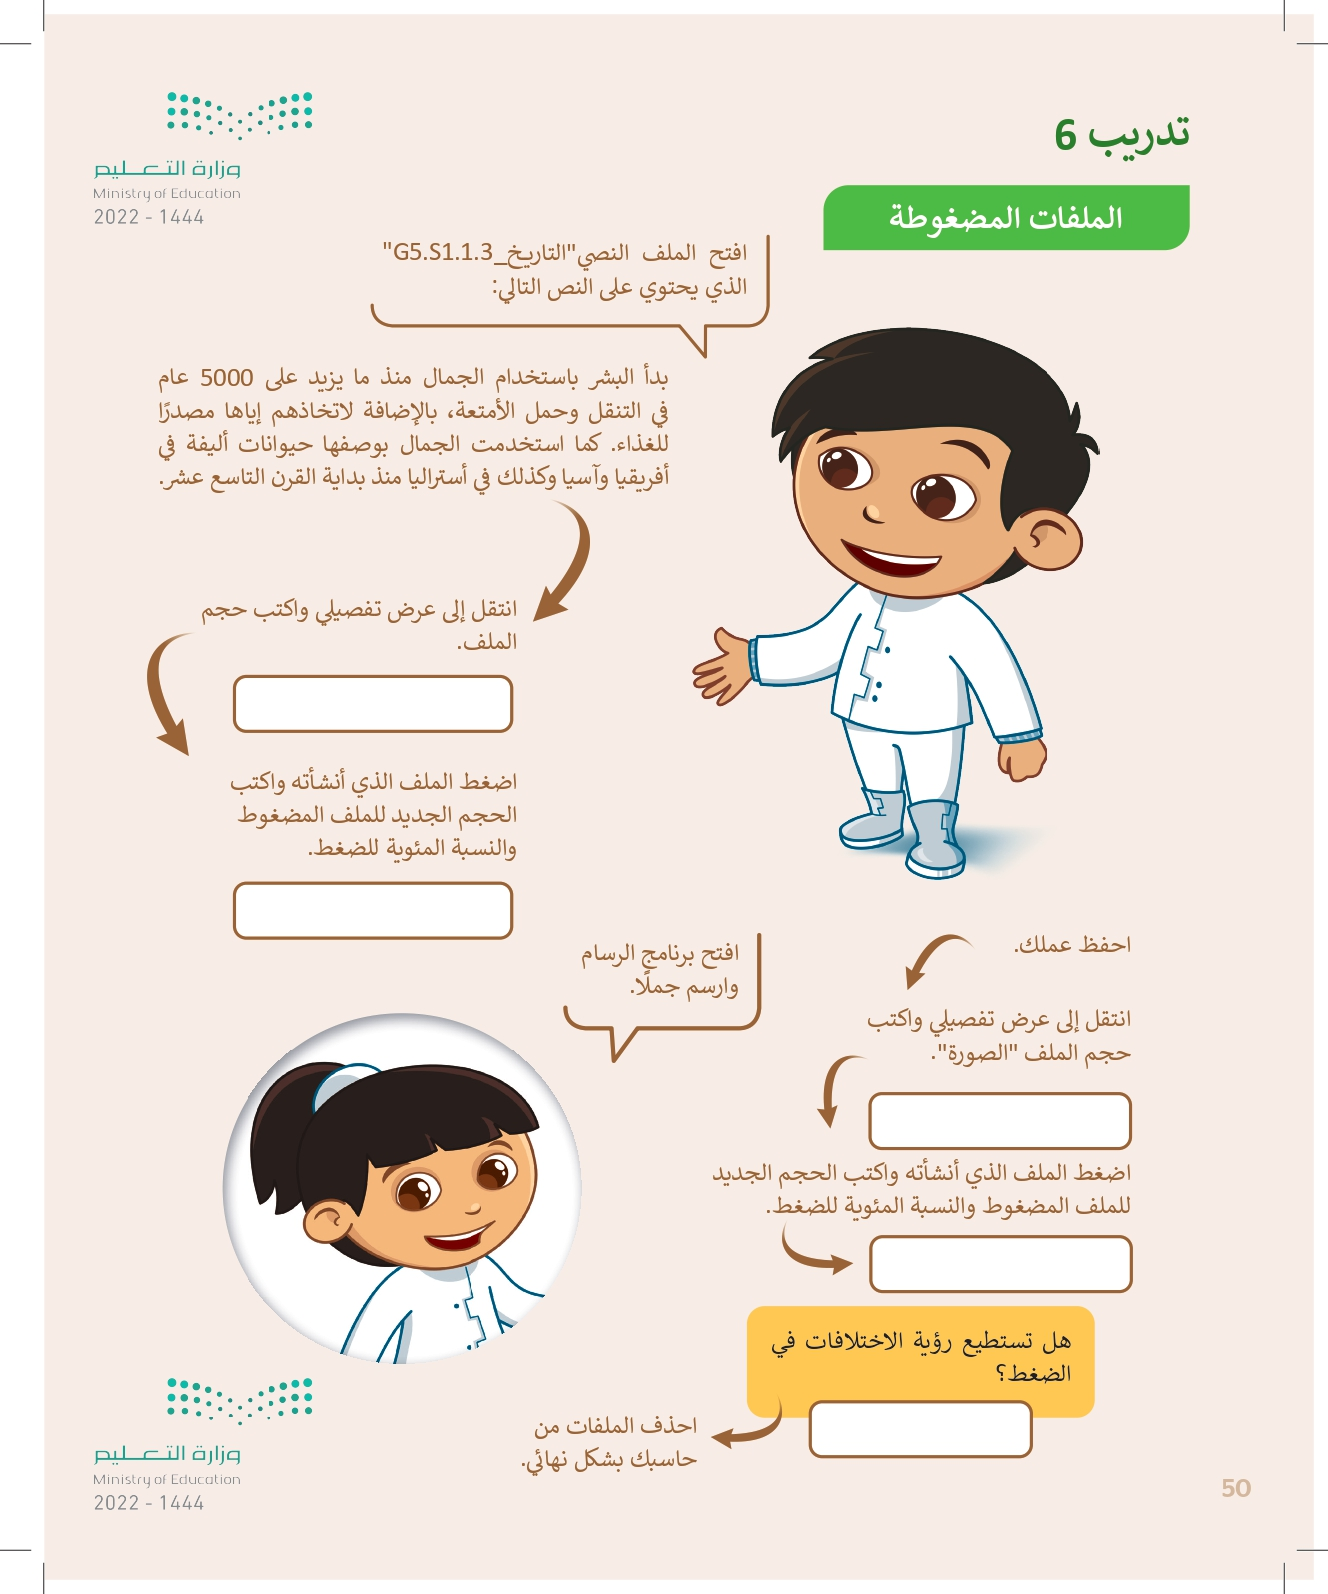 وزارة التعليم
Ministry of Education
2022 - 1444
تدريب 6
الملفات المضغوطة
افتح الملف النصي"التاريخ_G5.S1.1.3"
الذي يحتوي على النص التالي:
بدأ البشر باستخدام الجمال منذ ما يزيد على 5000 عام
في التنقل وحمل الأمتعة، بالإضافة لاتخاذهم إياها مصدرًا
للغذاء. كما استخدمت الجمال بوصفها حيوانات أليفة في
أفريقيا وآسيا وكذلك في أستراليا منذ بداية القرن التاسع عشر.
انتقل إلى عرض تفصيلي واكتب حجم
الملف.
اضغط الملف الذي أنشأته واكتب
الحجم الجديد للملف المضغوط
والنسبة المئوية للضغط.
افتح برنامج الرسام
وارسم جملًا.
احفظ عملك.
انتقل إلى عرض تفصيلي واكتب
حجم الملف "الصورة".
اضغط الملف الذي أنشأته واكتب الحجم الجديد
للملف المضغوط والنسبة المئوية للضغط.
هل تستطيع رؤية الاختلافات في
الضغط؟
احذف الملفات من
حاسبك بشكل نهائي.
وزارة التعليم
Ministry of Education
2022 - 1444
50